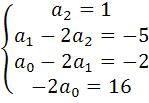 a₂ = 1
a₁ − 2a₂ = −5
a₀ − 2a₁ = −2
−2a₀ = 16